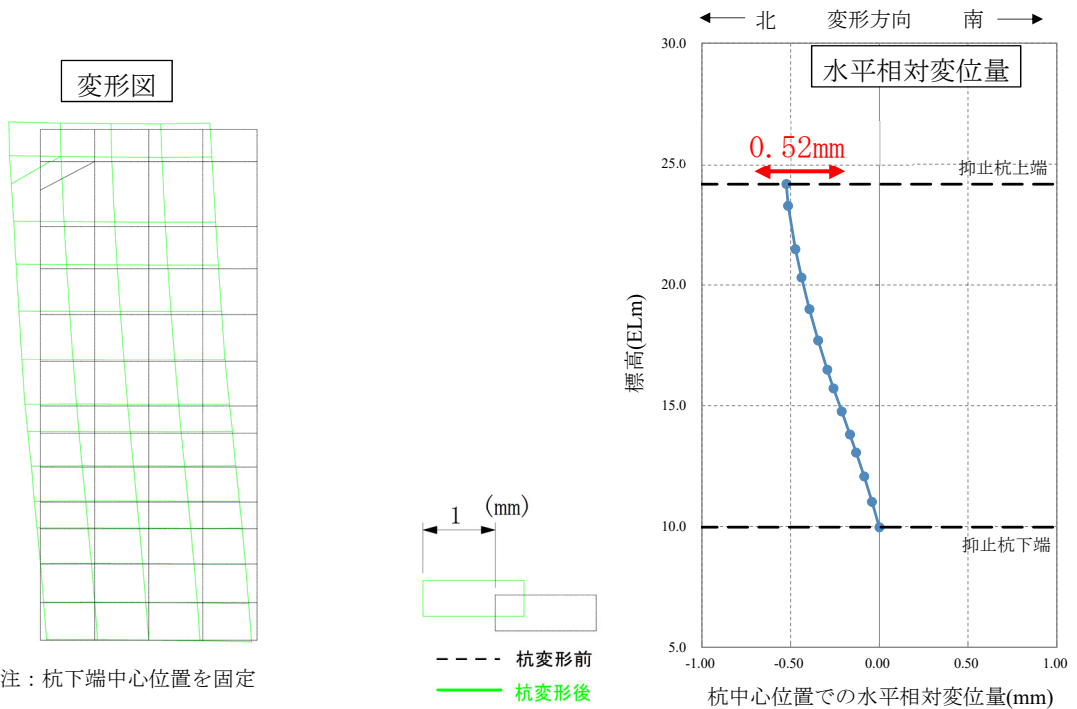 変形図
(mm)
1
杭変形前
杭変形後
注：杭下端中心位置を固定
北 変形方向 南
水平相対変位量
0.52mm
抑止杭上端
抑止杭下端
標高(ELm)
30.0
25.0
20.0
15.0
10.0
5.0
-1.00 -0.50 0.00 0.50 1.00
杭中心位置での水平相対変位量(mm)